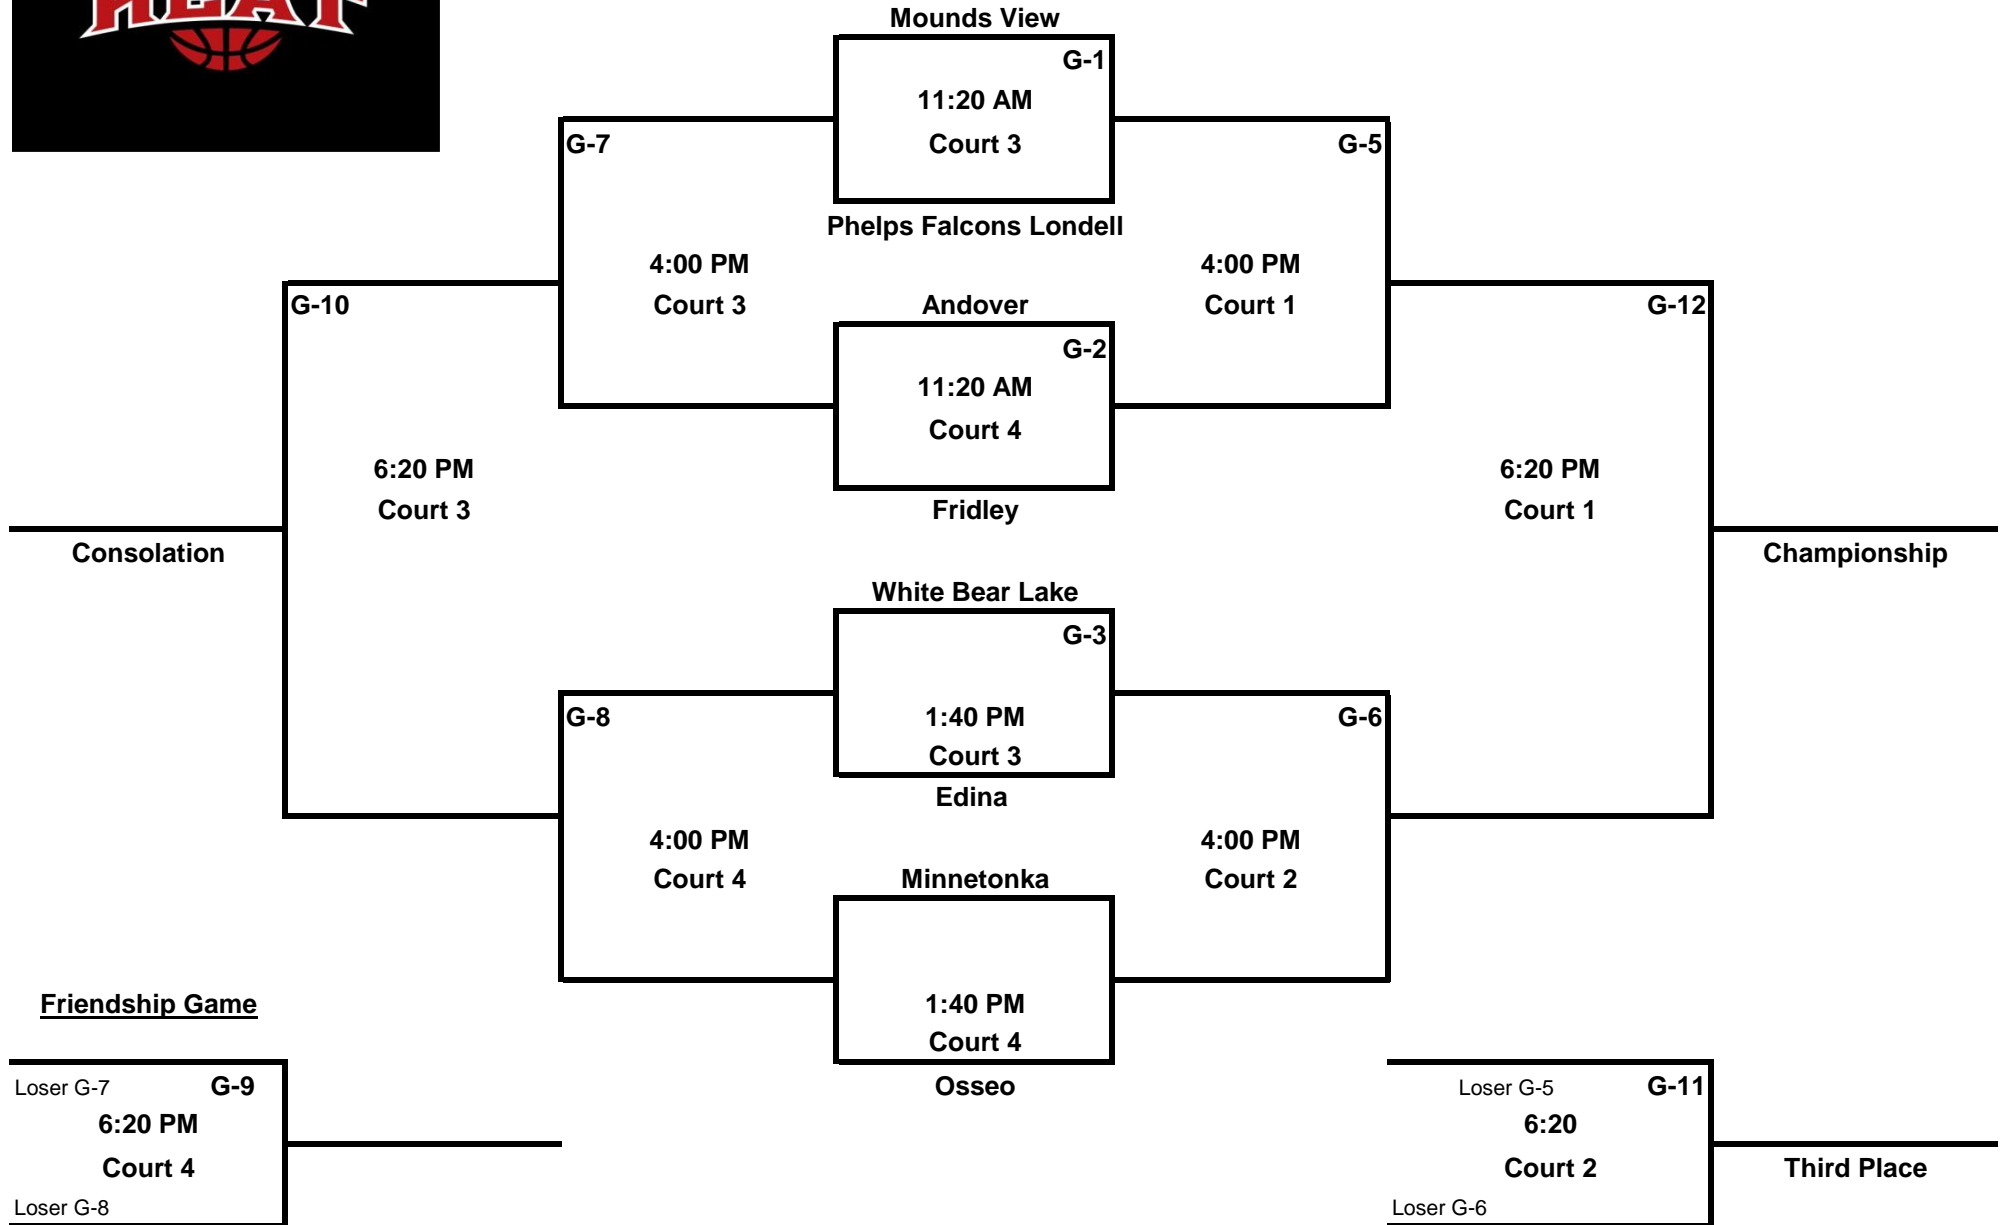 HEAT
Mounds View
G-1
11:20 AM
Court 3
G-7
G-5
Phelps Falcons Londell
4:00 PM
4:00 PM
Court 3
Court 1
G-10
Andover
G-12
G-2
11:20 AM
Court 4
6:20 PM
6:20 PM
Court 3
Court 1
Fridley
Consolation
Championship
White Bear Lake
G-3
G-8
1:40 PM
G-6
Court 3
Edina
4:00 PM
4:00 PM
Court 4
Court 2
Minnetonka
Friendship Game
1:40 PM
Court 4
Osseo
Loser G-7 G-9
6:20 PM
Court 4
Loser G-8
Loser G-5 G-11
6:20
Court 2
Third Place
Loser G-6